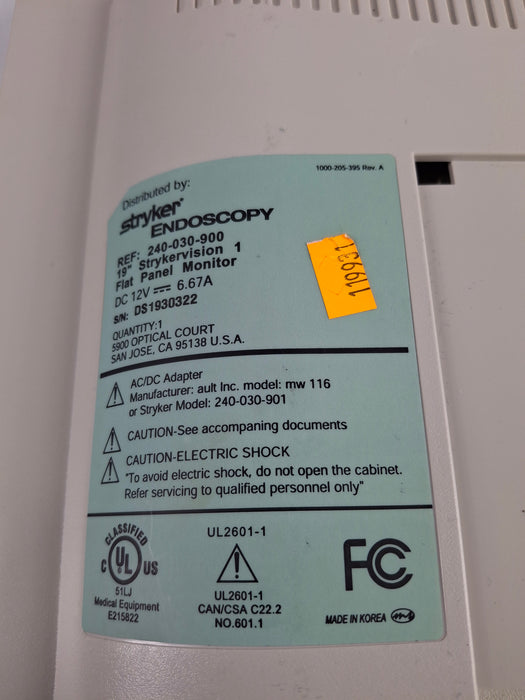 1000-205-395 Rev. A
Distributed by:
stryker®
ENDOSCOPY
REF: 240-030-900
19" Strykervision 1
Flat Panel Monitor
DC 12V ⎓ 6.67A
S/N: DS1930322
QUANTITY:1
5900 OPTICAL COURT
SAN JOSE, CA 95138 U.S.A.
119931
AC/DC Adapter
Manufacturer: ault Inc. model: mw 116
or Stryker Model: 240-030-901
CAUTION-See accompaning documents
CAUTION-ELECTRIC SHOCK
"To avoid electric shock, do not open the cabinet.
Refer servicing to qualified personnel only"
CLASSIFIED
C UL US
51LJ
Medical Equipment
E215822
UL2601-1
UL2601-1
CAN/CSA C22.2
NO.601.1
FC
MADE IN KOREA